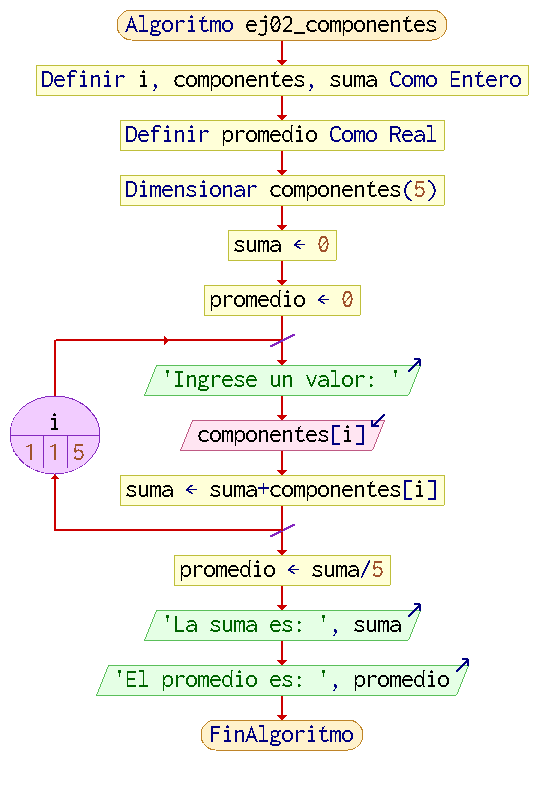 Algoritmo ej02_componentes
Definir i, componentes, suma Como Entero
Definir promedio Como Real
Dimensionar componentes(5)
suma ← 0
promedio ← 0
'Ingrese un valor: '
i
1 1 5
componentes[i]
suma ← suma+componentes[i]
promedio ← suma/5
'La suma es: ', suma
'El promedio es: ', promedio
FinAlgoritmo